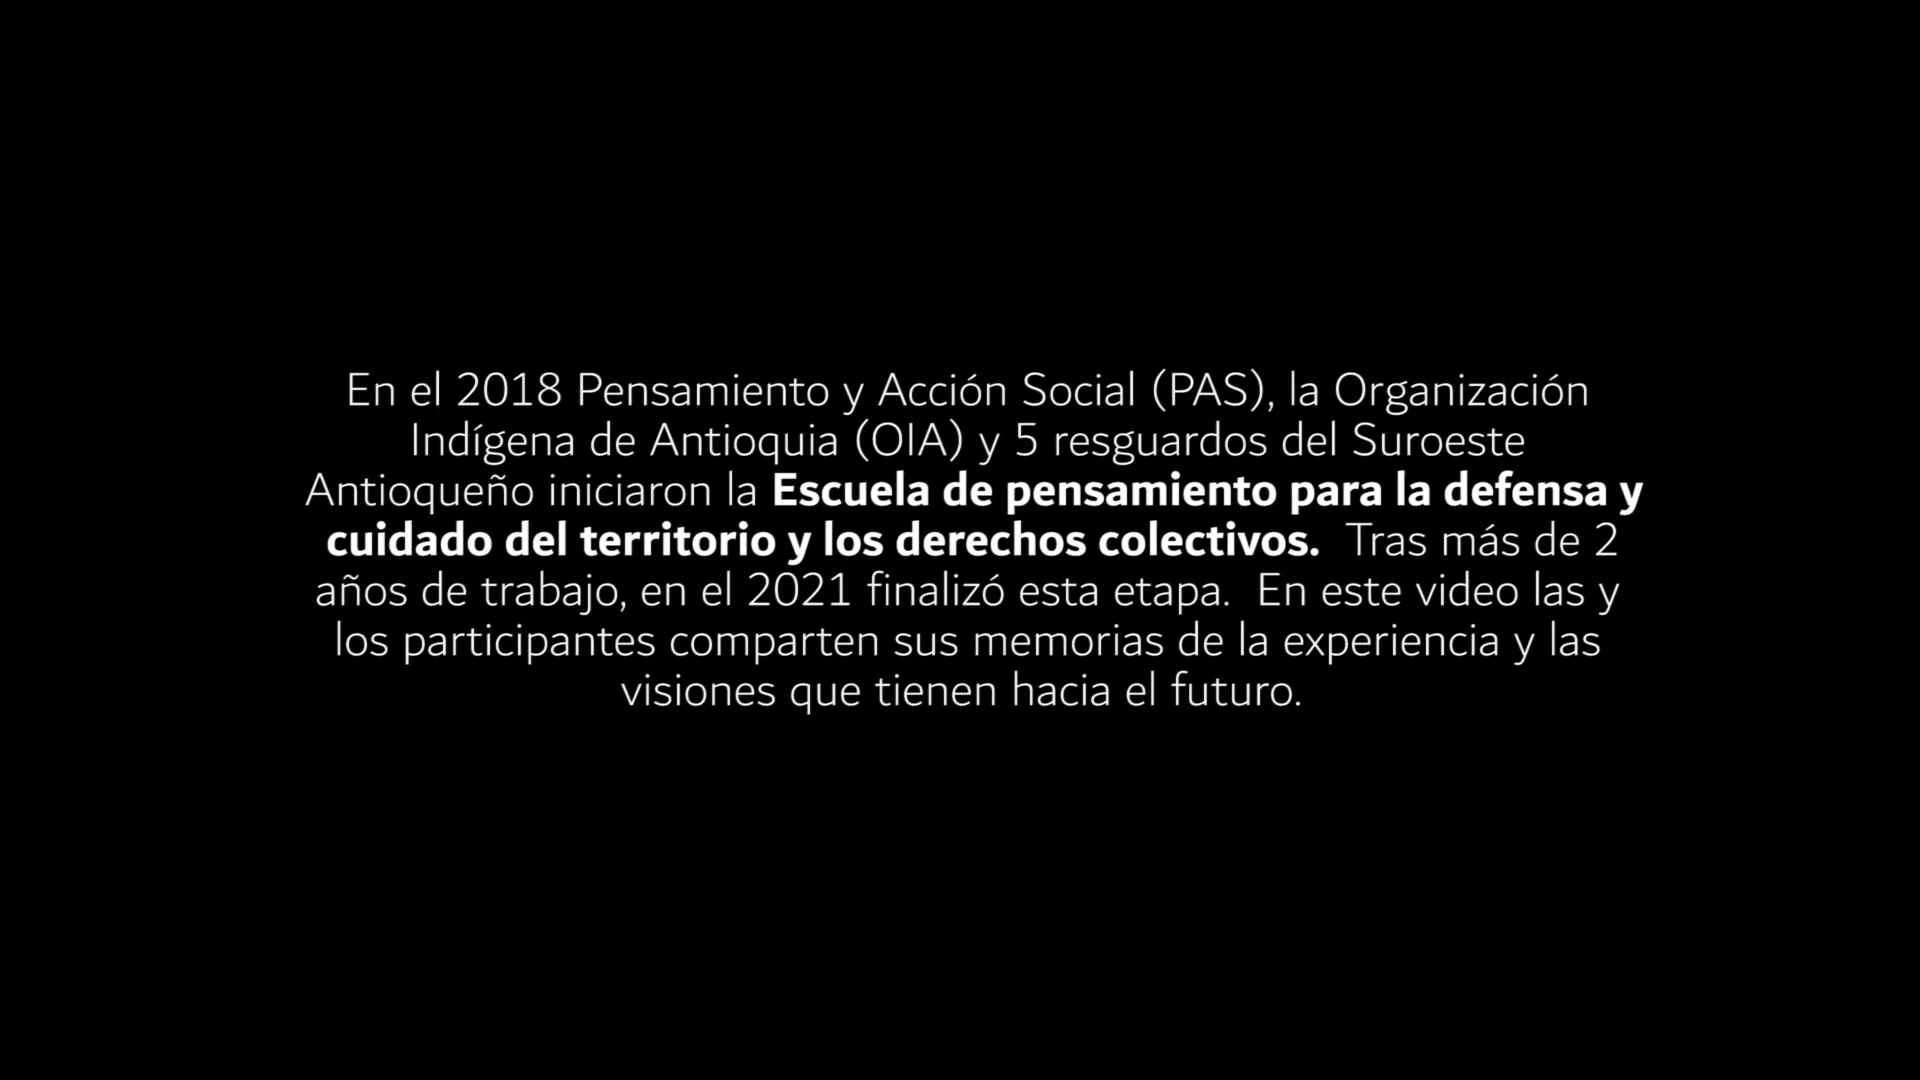 En el 2018 Pensamiento y Acción Social (PAS), la Organización
Indígena de Antioquia (OIA) y 5 resguardos del Suroeste
Antioqueño iniciaron la Escuela de pensamiento para la defensa y
cuidado del territorio y los derechos colectivos. Tras más de 2
años de trabajo, en el 2021 finalizó esta etapa. En este video las y
los participantes comparten sus memorias de la experiencia y las
visiones que tienen hacia el futuro.